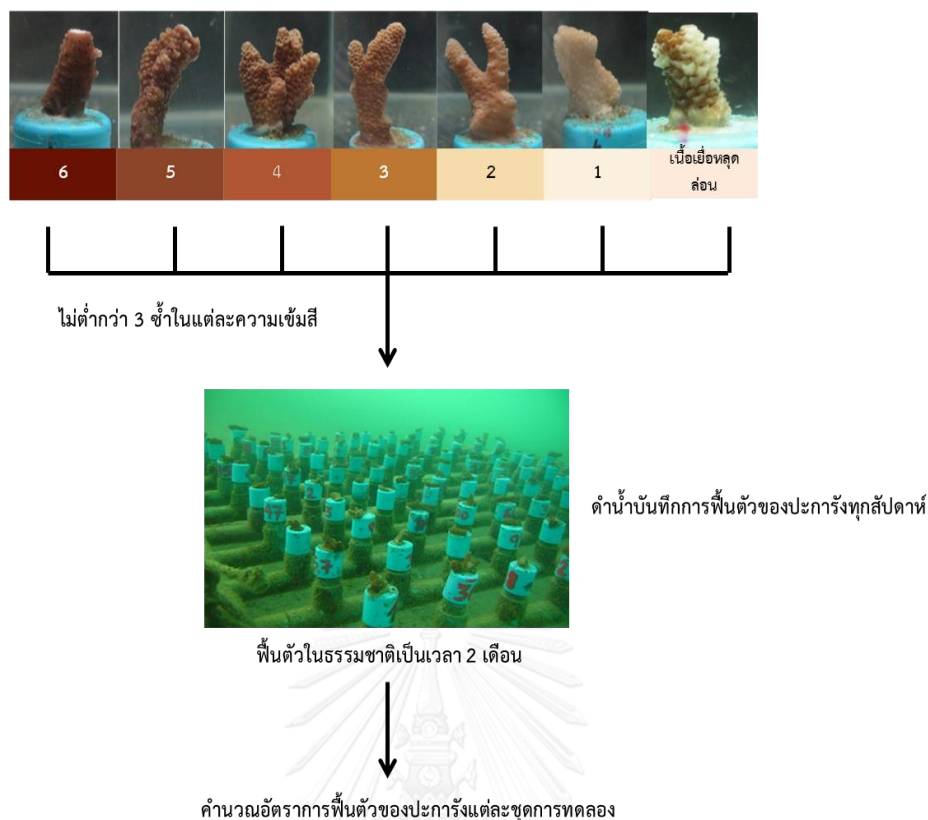 6 5 4 3 2 1 เนื้อเยื่อหลุด
ล่อน
ไม่ต่ำกว่า 3 ซ้ำในแต่ละความเข้มสี
ดำน้ำบันทึกการฟื้นตัวของปะการังทุกสัปดาห์
ฟื้นตัวในธรรมชาติเป็นเวลา 2 เดือน
คำนวณอัตราการฟื้นตัวของปะการังแต่ละชุดการทดลอง